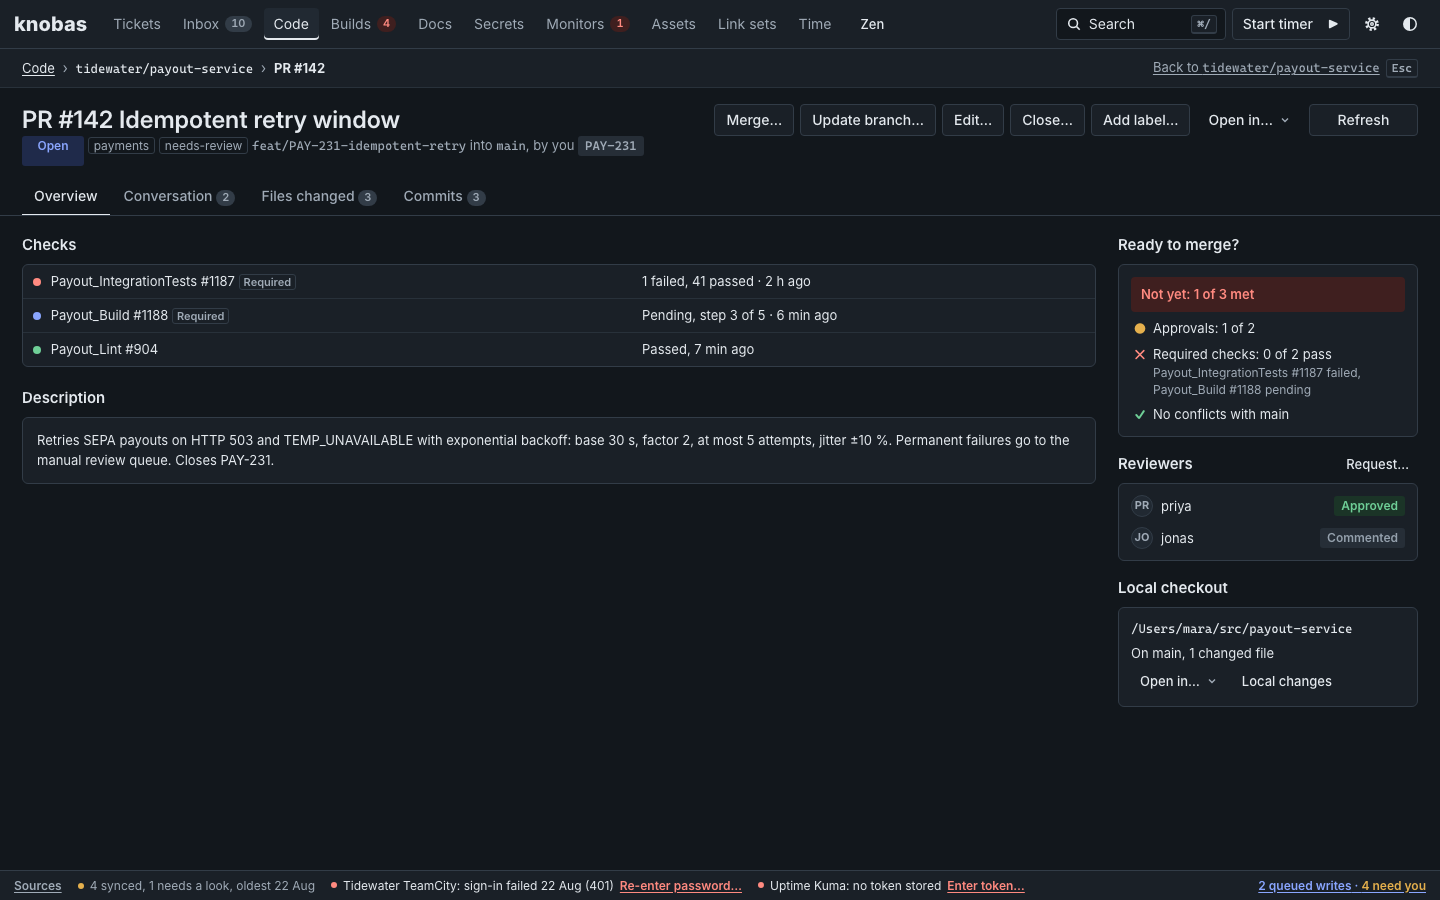 knobas Tickets Inbox 10 Code Builds 4 Docs Secrets Monitors 1 Assets Link sets Time Zen Search ⌘/ Start timer
Code › tidewater/payout-service › PR #142 Back to tidewater/payout-service Esc
PR #142 Idempotent retry window Merge... Update branch... Edit... Close... Add label... Open in... Refresh
Open payments needs-review feat/PAY-231-idempotent-retry into main, by you PAY-231
Overview Conversation 2 Files changed 3 Commits 3
Checks
Payout_IntegrationTests #1187 Required 1 failed, 41 passed · 2 h ago
Payout_Build #1188 Required Pending, step 3 of 5 · 6 min ago
Payout_Lint #904 Passed, 7 min ago
Description
Retries SEPA payouts on HTTP 503 and TEMP_UNAVAILABLE with exponential backoff: base 30 s, factor 2, at most 5 attempts, jitter ±10 %. Permanent failures go to the
manual review queue. Closes PAY-231.
Ready to merge?
Not yet: 1 of 3 met
Approvals: 1 of 2
Required checks: 0 of 2 pass
Payout_IntegrationTests #1187 failed,
Payout_Build #1188 pending
No conflicts with main
Reviewers Request...
PR priya Approved
JO jonas Commented
Local checkout
/Users/mara/src/payout-service
On main, 1 changed file
Open in... Local changes
Sources 4 synced, 1 needs a look, oldest 22 Aug Tidewater TeamCity: sign-in failed 22 Aug (401) Re-enter password... Uptime Kuma: no token stored Enter token... 2 queued writes · 4 need you